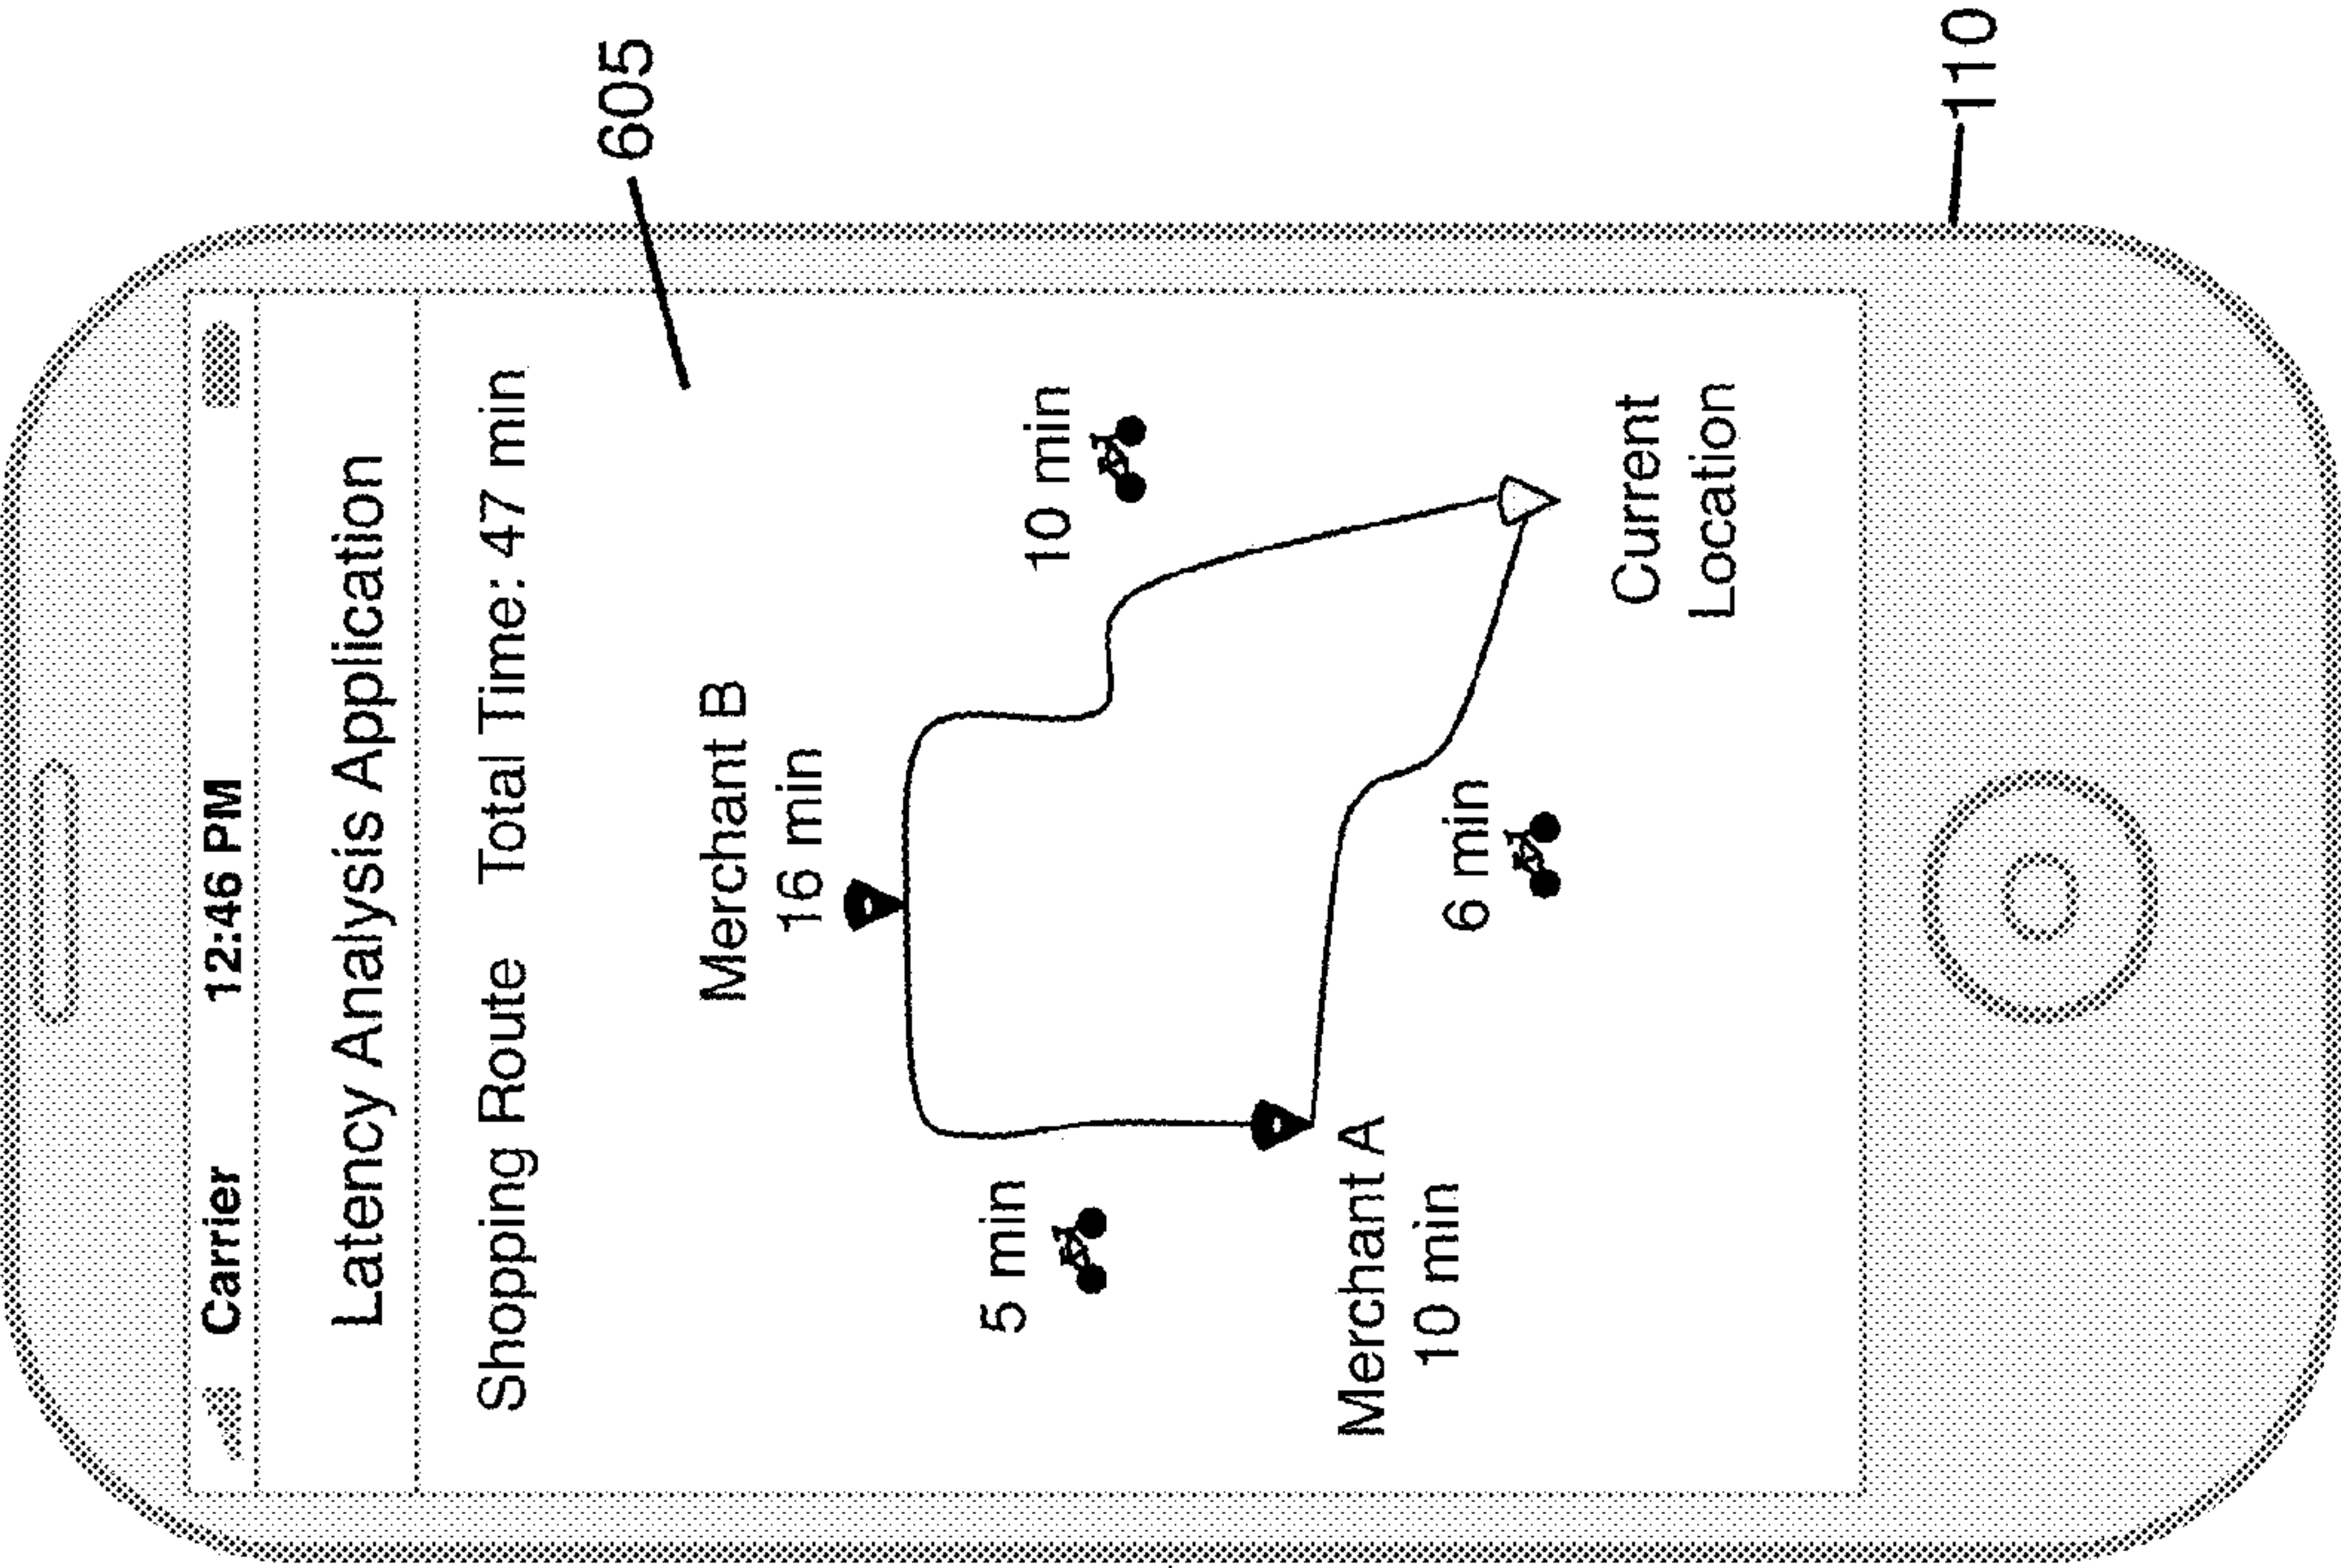 Carrier 12:46 PM
Latency Analysis Application
Shopping Route Total Time: 47 min
605
Merchant B
16 min
10 min
5 min
Merchant A
10 min
6 min
Current
Location
110